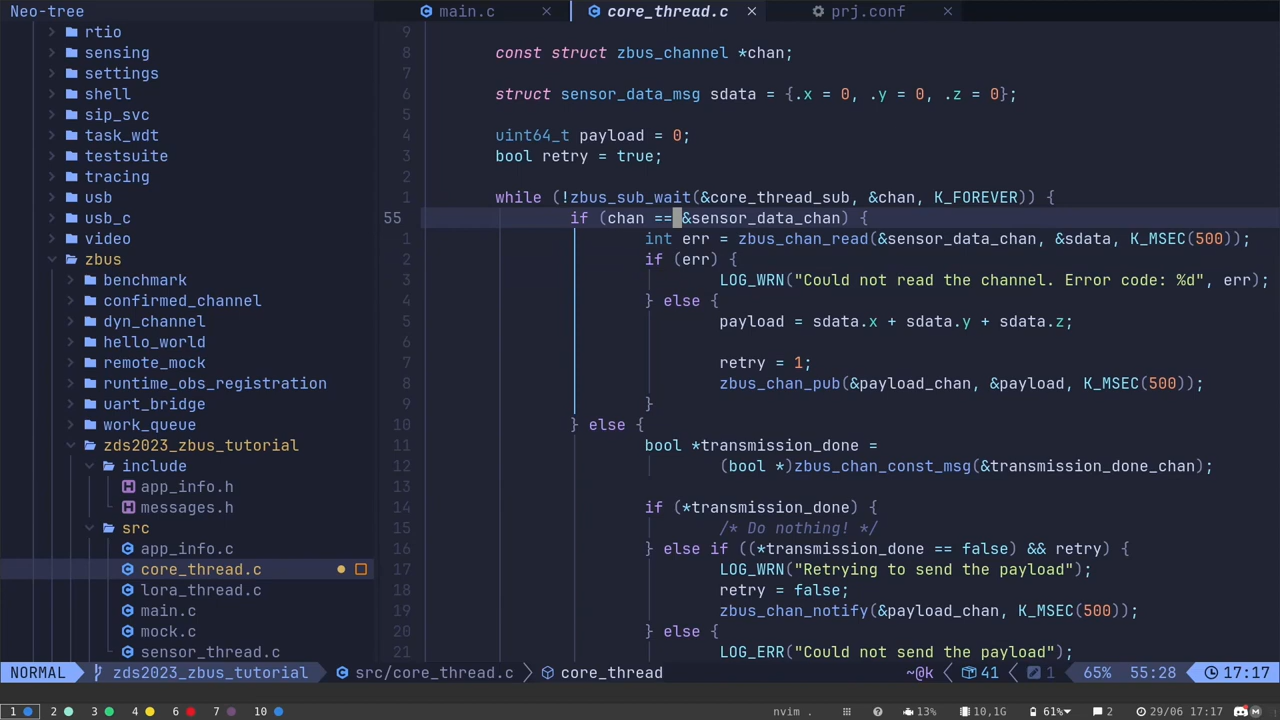 Neo-tree
main.c
core_thread.c
prj.conf
rtio
sensing
settings
shell
sip_svc
task_wdt
testsuite
tracing
usb
usb_c
video
zbus
benchmark
confirmed_channel
dyn_channel
hello_world
remote_mock
runtime_obs_registration
uart_bridge
work_queue
zds2023_zbus_tutorial
include
app_info.h
messages.h
src
app_info.c
core_thread.c
lora_thread.c
main.c
mock.c
sensor_thread.c
9
8 const struct zbus_channel *chan;
7
6 struct sensor_data_msg sdata = {.x = 0, .y = 0, .z = 0};
5
4 uint64_t payload = 0;
3 bool retry = true;
2
1 while (!zbus_sub_wait(&core_thread_sub, &chan, K_FOREVER)) {
55 if (chan == &sensor_data_chan) {
1 int err = zbus_chan_read(&sensor_data_chan, &sdata, K_MSEC(500));
2 if (err) {
3 LOG_WRN("Could not read the channel. Error code: %d", err);
4 } else {
5 payload = sdata.x + sdata.y + sdata.z;
6
7 retry = 1;
8 zbus_chan_pub(&payload_chan, &payload, K_MSEC(500));
9 }
10 } else {
11 bool *transmission_done =
12 (bool *)zbus_chan_const_msg(&transmission_done_chan);
13
14 if (*transmission_done) {
15 /* Do nothing! */
16 } else if ((*transmission_done == false) && retry) {
17 LOG_WRN("Retrying to send the payload");
18 retry = false;
19 zbus_chan_notify(&payload_chan, K_MSEC(500));
20 } else {
21 LOG_ERR("Could not send the payload");
NORMAL zds2023_zbus_tutorial src/core_thread.c core_thread ~@k 41 1 65% 55:28 17:17
1 2 3 4 6 7 10 nvim . 13% 10,1G 61% 2 29/06 17:17